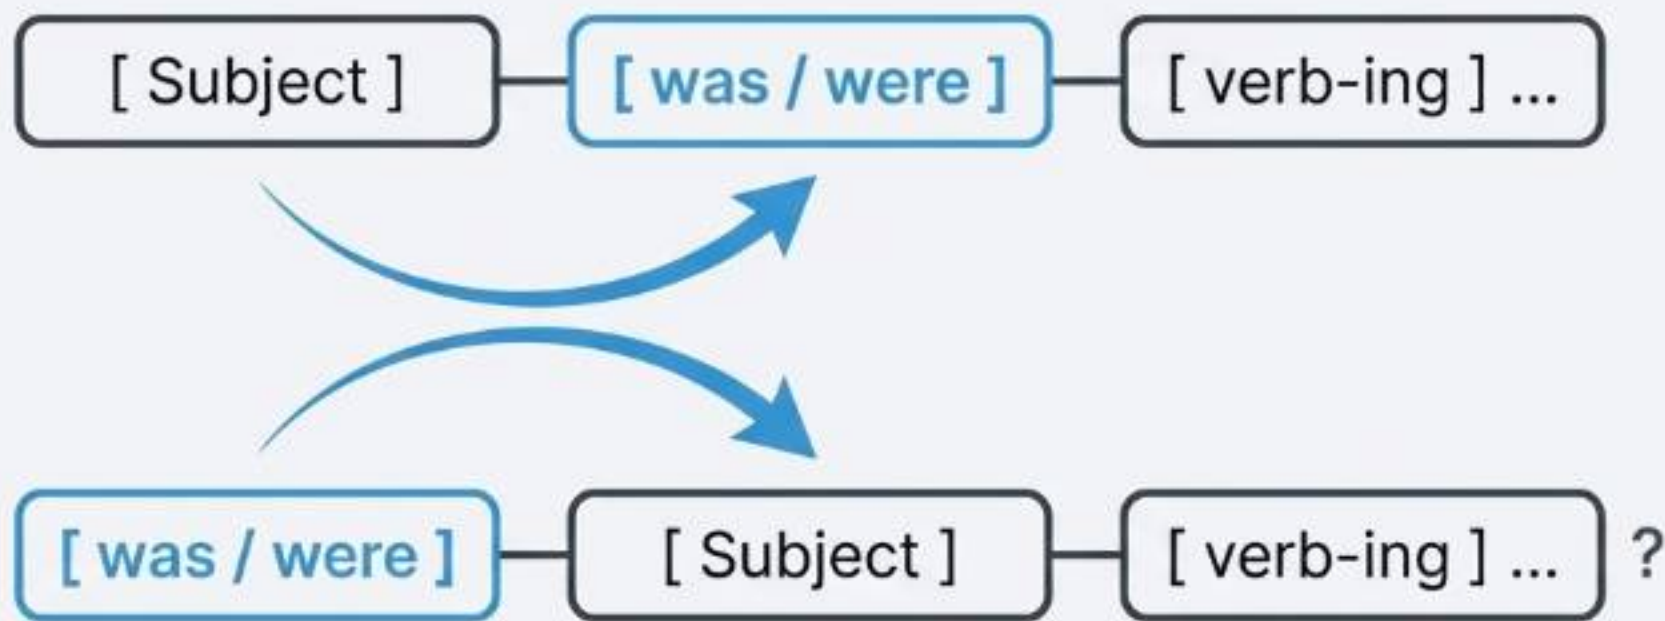 [ Subject ] [ was / were ] [ verb-ing ] ...
[ was / were ] [ Subject ] [ verb-ing ] ... ?